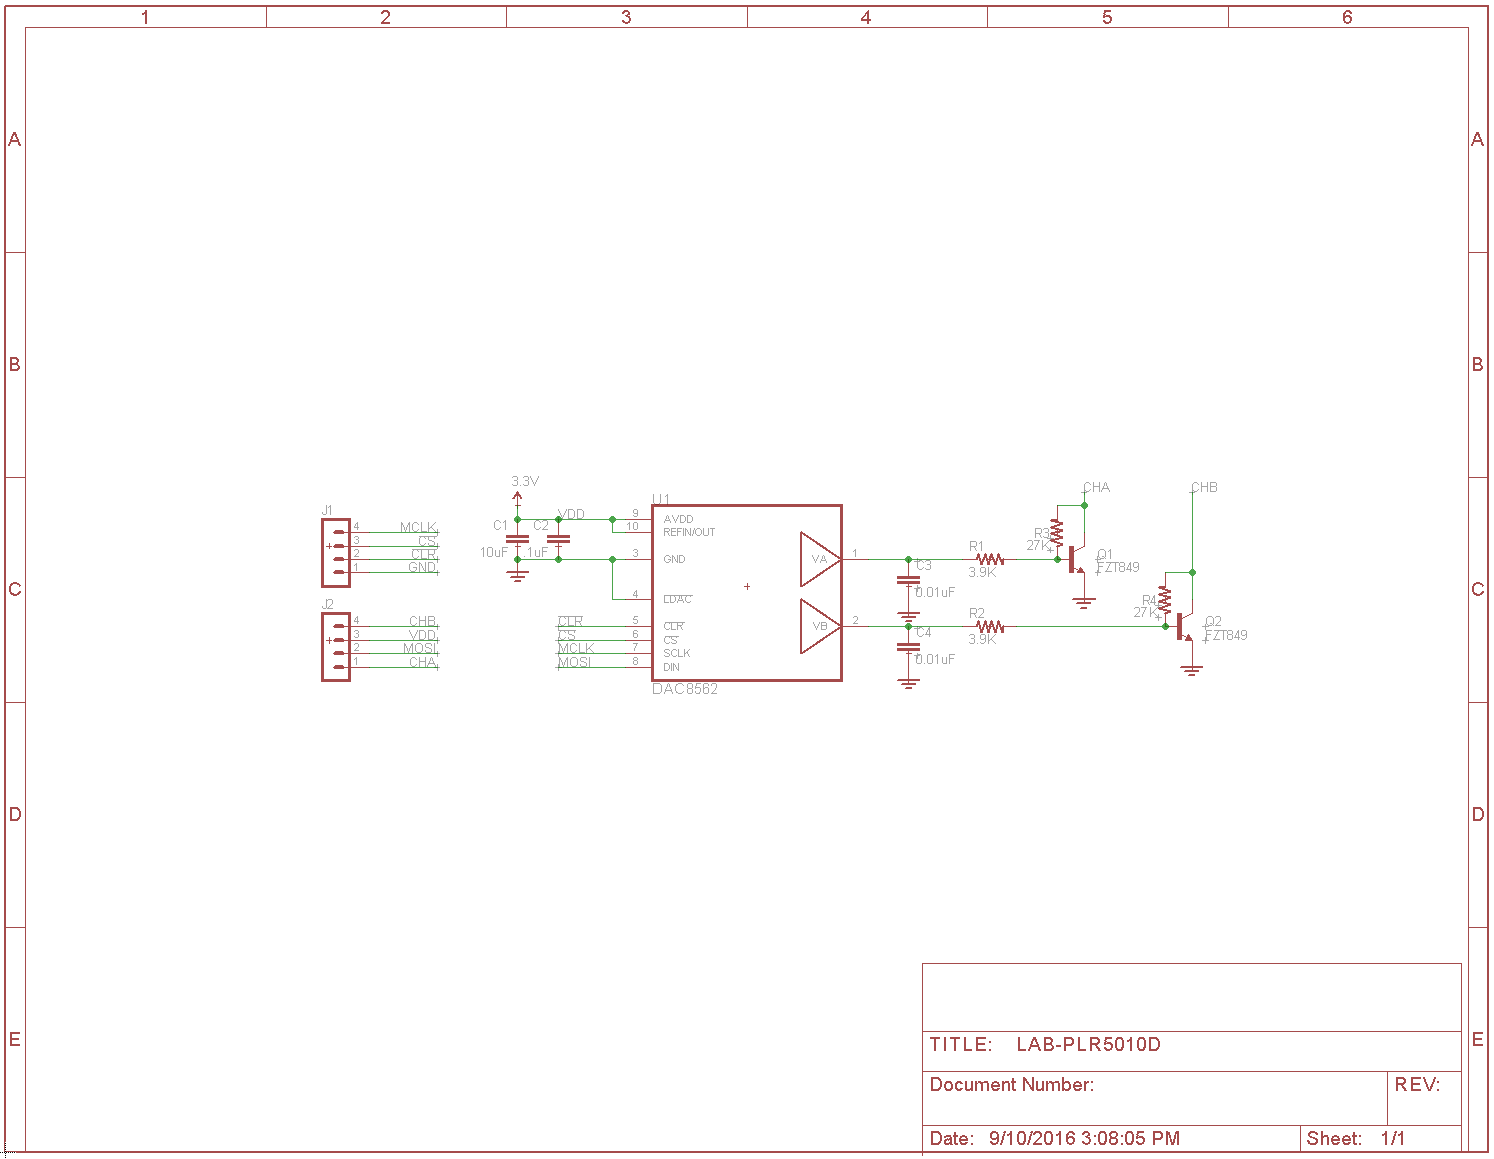 1 2 3 4 5 6
A A
B B
C C
D D
E E
J1
4 MCLK
3 CS
2 CLR
1 GND
J2
4 CHB
3 VDD
2 MOSI
1 CHA
3.3V
C1
10uF
C2
.1uF
VDD
CLR
CS
MCLK
MOSI
U1
9 AVDD
10 REFIN/OUT
3 GND
4 LDAC
5 CLR
6 CS
7 SCLK
8 DIN
VA 1
VB 2
DAC8562
C3
0.01uF
C4
0.01uF
R1
3.9K
R2
3.9K
CHA
R3
27K
Q1
FZT849
CHB
R4
27K
Q2
FZT849
TITLE: LAB-PLR5010D
Document Number:
REV:
Date: 9/10/2016 3:08:05 PM
Sheet: 1/1